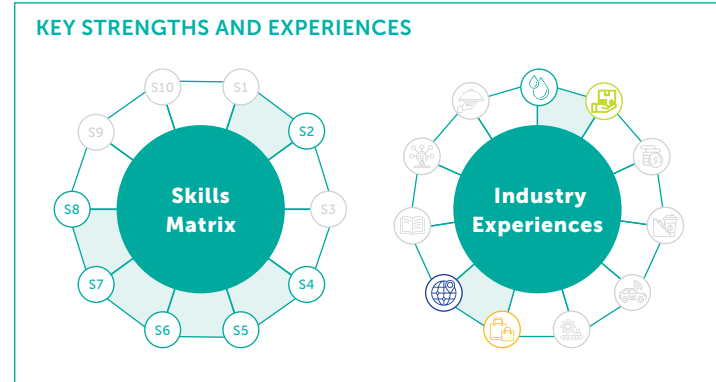 KEY STRENGTHS AND EXPERIENCES
S10
S1
S9
S2
Skills
Matrix
S8
S3
S7
S4
S6
S5
Industry
Experiences